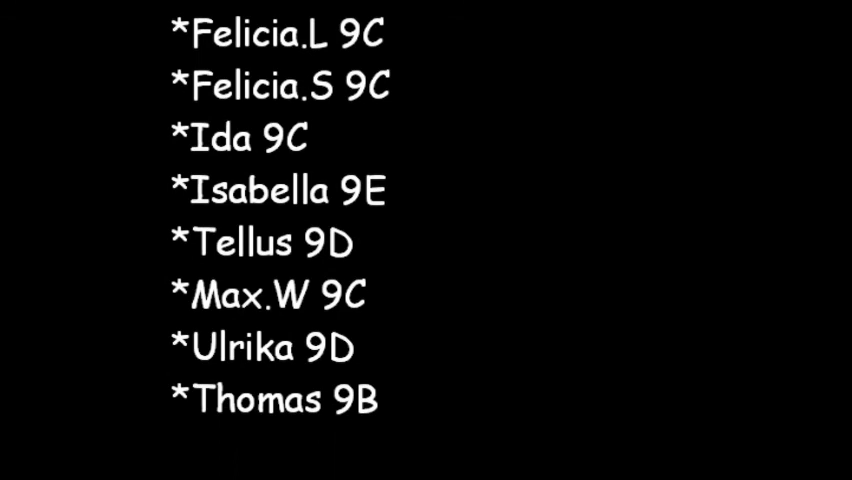 *Felicia.L 9C
*Felicia.S 9C
*Ida 9C
*Isabella 9E
*Tellus 9D
*Max.W 9C
*Ulrika 9D
*Thomas 9B